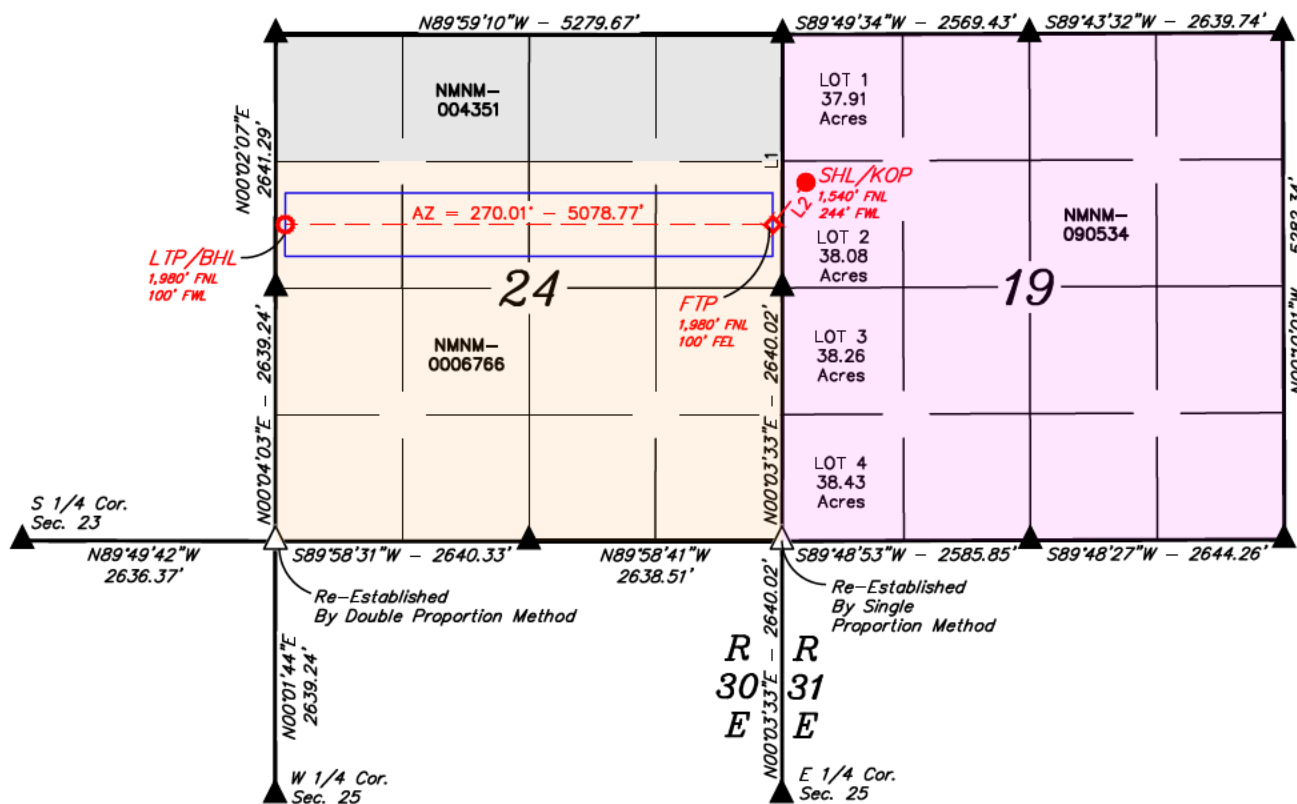 N89°59'10"W - 5279.67'
S89°49'34"W - 2569.43'
S89°43'32"W - 2639.74'
N00°02'07"E
2641.29'
NMNM-
004351
LOT 1
37.91
Acres
L1
SHL/KOP
1,540' FNL
244' FWL
L2
AZ = 270.01° - 5078.77'
LTP/BHL
1,980' FNL
100' FWL
LOT 2
38.08
Acres
NMNM-
090534
24
19
FTP
1,980' FNL
100' FEL
N00°04'03"E - 2639.24'
NMNM-
0006766
N00°03'33"E - 2640.02'
LOT 3
38.26
Acres
5282.34'
LOT 4
38.43
Acres
S 1/4 Cor.
Sec. 23
N89°49'42"W
2636.37'
S89°58'31"W - 2640.33'
N89°58'41"W
2638.51'
S89°48'53"W - 2585.85'
S89°48'27"W - 2644.26'
Re-Established
By Double Proportion Method
Re-Established
By Single
Proportion Method
N00°01'44"E
2639.24'
N00°03'33"E - 2640.02'
R R
30 31
E E
W 1/4 Cor.
Sec. 25
E 1/4 Cor.
Sec. 25